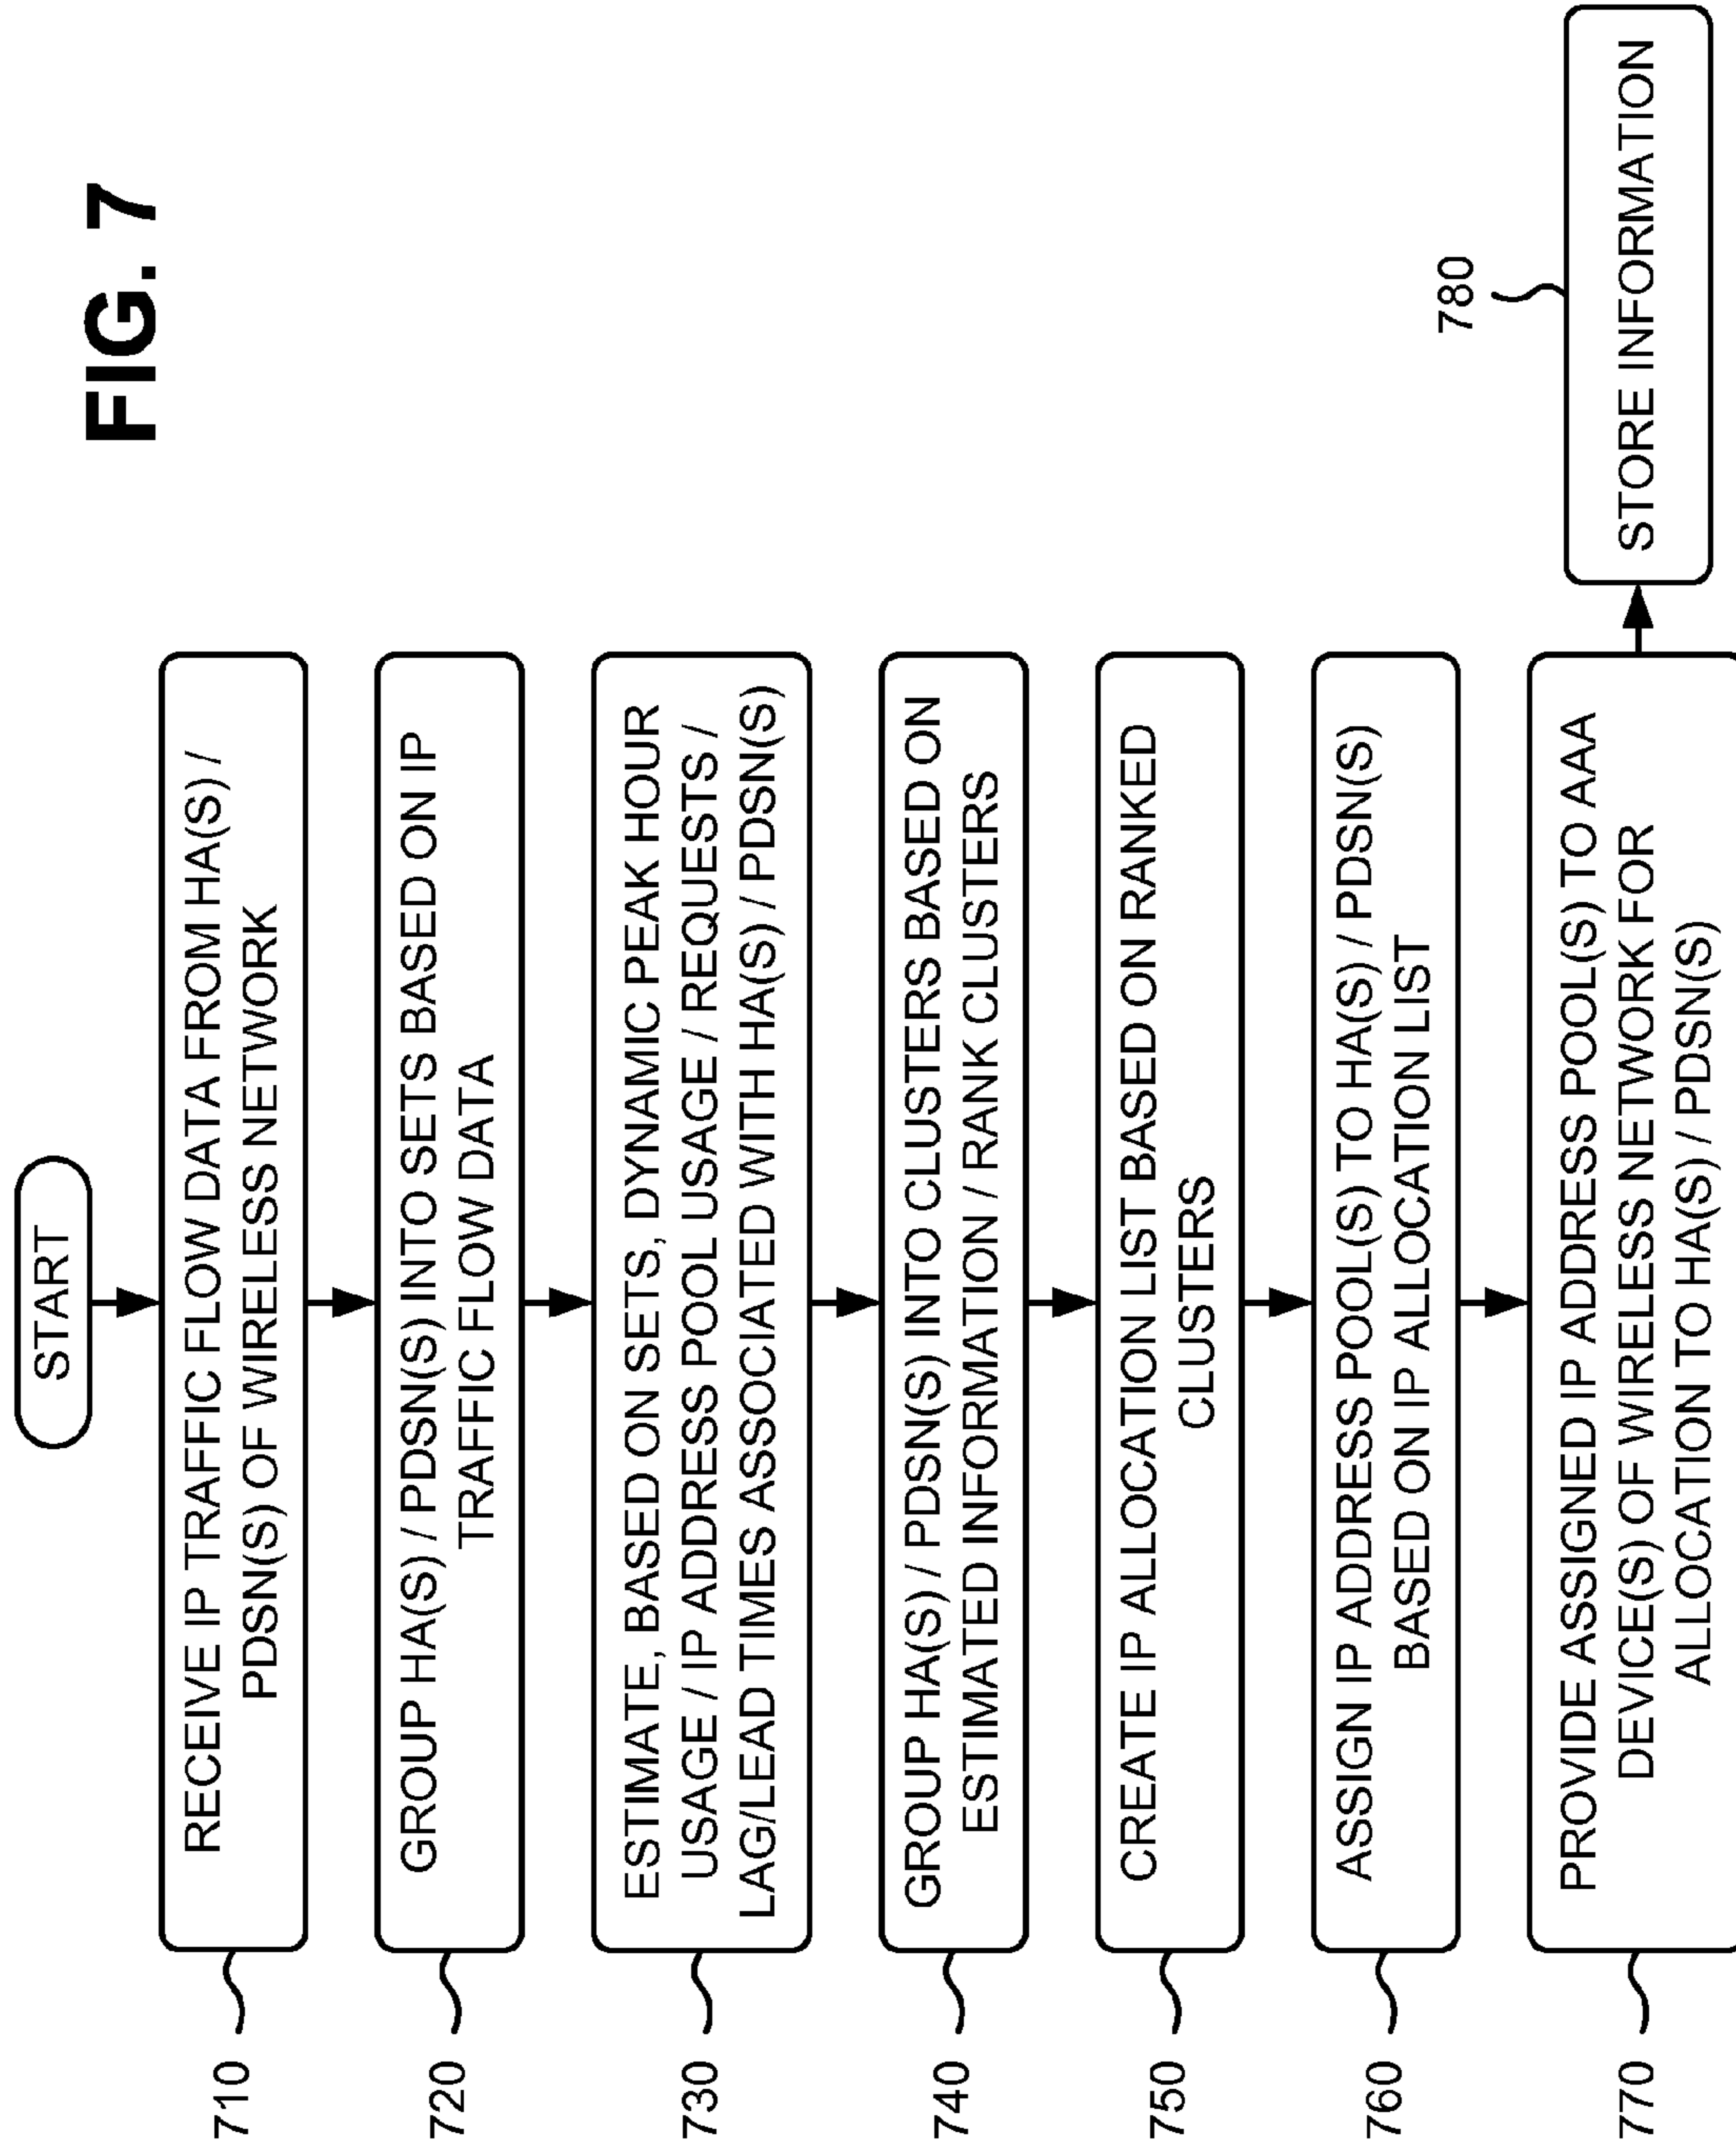 FIG. 7
START
710
RECEIVE IP TRAFFIC FLOW DATA FROM HA(S) /
PDSN(S) OF WIRELESS NETWORK
720
GROUP HA(S) / PDSN(S) INTO SETS BASED ON IP
TRAFFIC FLOW DATA
730
ESTIMATE, BASED ON SETS, DYNAMIC PEAK HOUR
USAGE / IP ADDRESS POOL USAGE / REQUESTS /
LAG/LEAD TIMES ASSOCIATED WITH HA(S) / PDSN(S)
740
GROUP HA(S) / PDSN(S) INTO CLUSTERS BASED ON
ESTIMATED INFORMATION / RANK CLUSTERS
750
CREATE IP ALLOCATION LIST BASED ON RANKED
CLUSTERS
760
ASSIGN IP ADDRESS POOL(S) TO HA(S) / PDSN(S)
BASED ON IP ALLOCATION LIST
770
PROVIDE ASSIGNED IP ADDRESS POOL(S) TO AAA
DEVICE(S) OF WIRELESS NETWORK FOR
ALLOCATION TO HA(S) / PDSN(S)
780
STORE INFORMATION